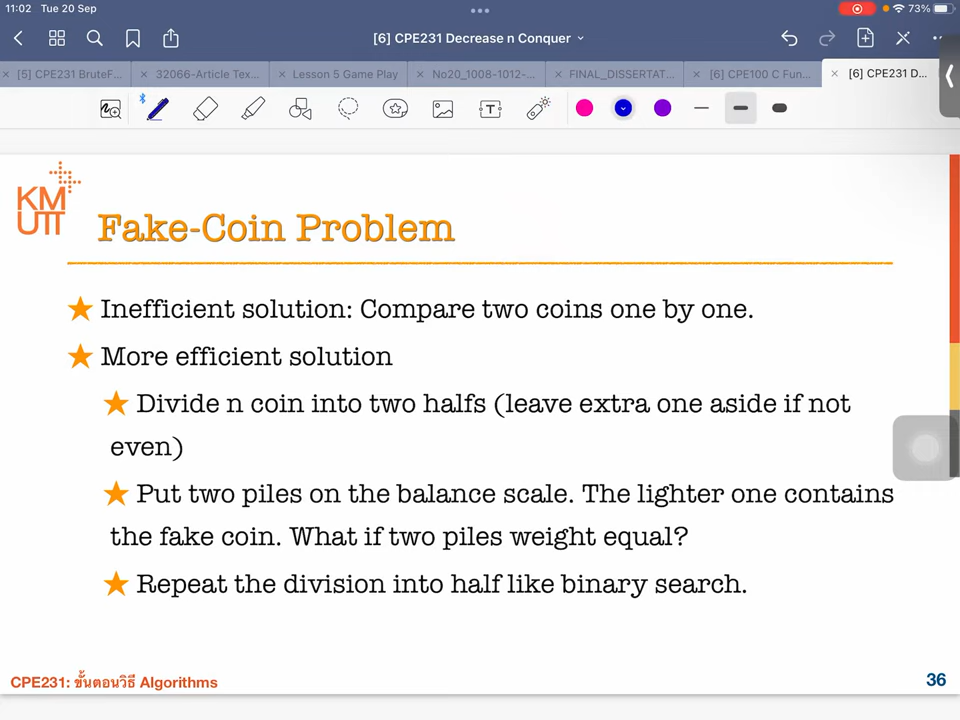 11:02 Tue 20 Sep
73%
[6] CPE231 Decrease n Conquer
[5] CPE231 BruteF...
32066-Article Tex...
Lesson 5 Game Play
No20_1008-1012-...
FINAL_DISSERTAT...
[6] CPE100 C Fun...
[6] CPE231 D...
T
KM
UTT
Fake-Coin Problem
Inefficient solution: Compare two coins one by one.
More efficient solution
Divide n coin into two halfs (leave extra one aside if not
even)
Put two piles on the balance scale. The lighter one contains
the fake coin. What if two piles weight equal?
Repeat the division into half like binary search.
CPE231: ขั้นตอนวิธี Algorithms
36